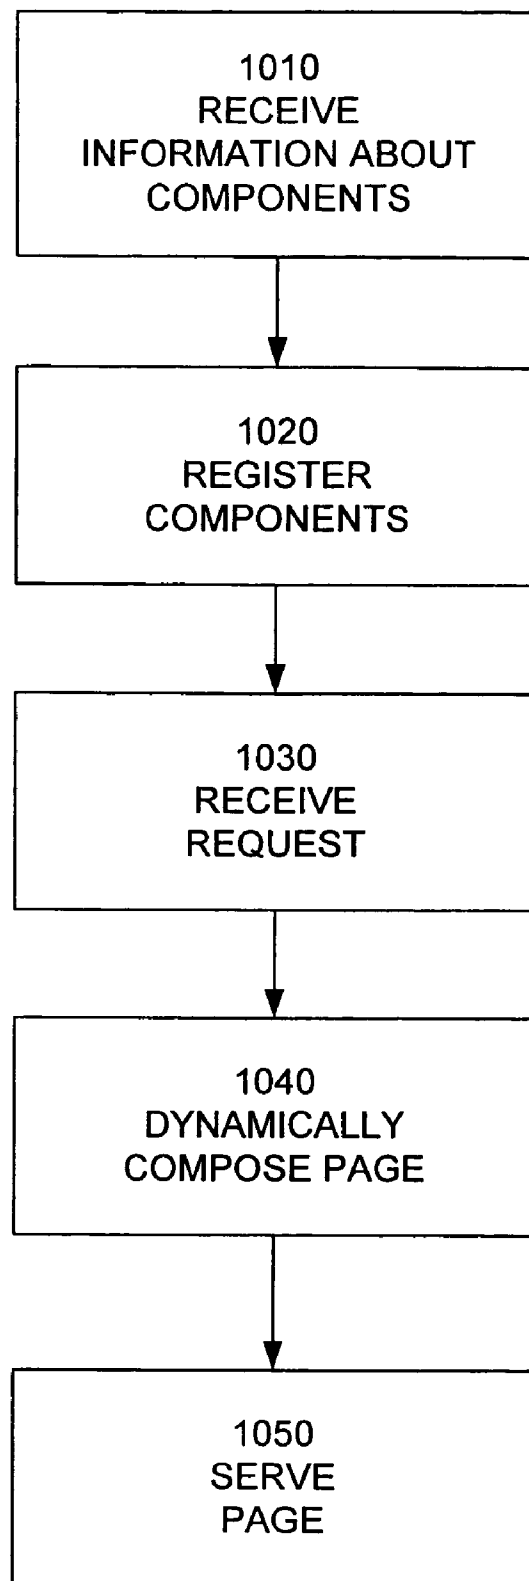 1010
RECEIVE
INFORMATION ABOUT
COMPONENTS
1020
REGISTER
COMPONENTS
1030
RECEIVE
REQUEST
1040
DYNAMICALLY
COMPOSE PAGE
1050
SERVE
PAGE